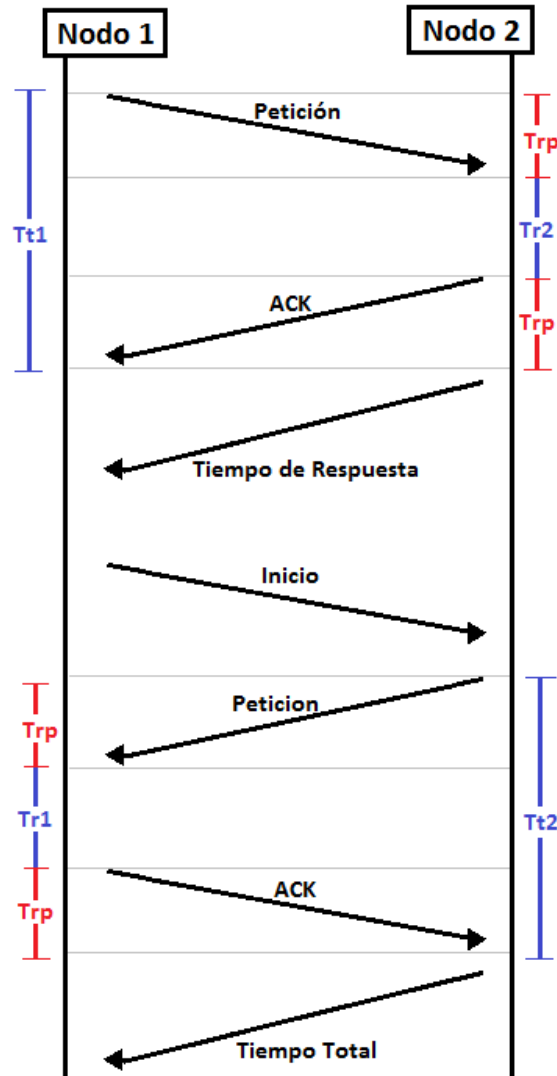 Nodo 1
Nodo 2
Petición
Trp
Tt1
Tr2
ACK
Trp
Tiempo de Respuesta
Inicio
Peticion
Trp
Tr1
Tt2
ACK
Trp
Tiempo Total